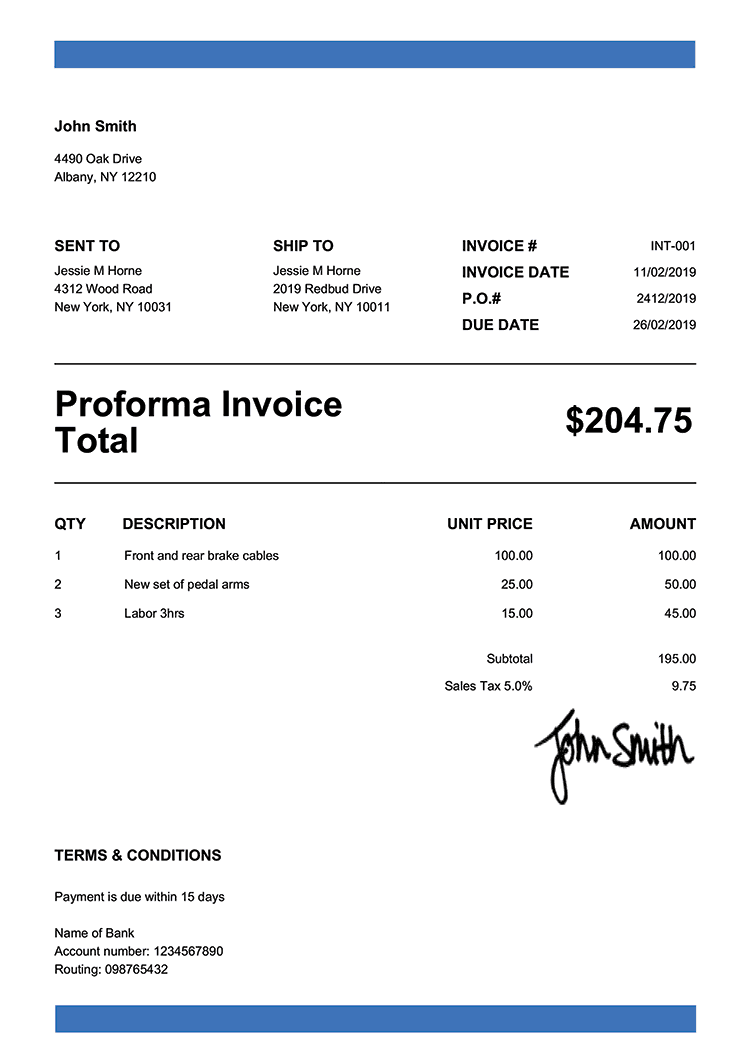 John Smith
4490 Oak Drive
Albany, NY 12210
SENT TO
Jessie M Horne
4312 Wood Road
New York, NY 10031
SHIP TO
Jessie M Horne
2019 Redbud Drive
New York, NY 10011
INVOICE # INT-001
INVOICE DATE 11/02/2019
P.O.# 2412/2019
DUE DATE 26/02/2019
Proforma Invoice
Total
$204.75
QTY DESCRIPTION UNIT PRICE AMOUNT
1 Front and rear brake cables 100.00 100.00
2 New set of pedal arms 25.00 50.00
3 Labor 3hrs 15.00 45.00
Subtotal 195.00
Sales Tax 5.0% 9.75
John Smith
TERMS & CONDITIONS
Payment is due within 15 days
Name of Bank
Account number: 1234567890
Routing: 098765432